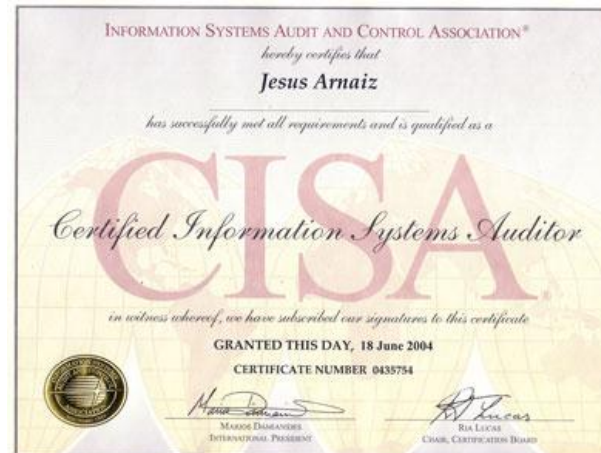 INFORMATION SYSTEMS AUDIT AND CONTROL ASSOCIATION®
hereby certifies that
Jesus Arnaiz
has successfully met all requirements and is qualified as a
CISA®
Certified Information Systems Auditor
in witness whereof, we have subscribed our signatures to this certificate
GRANTED THIS DAY, 18 June 2004
CERTIFICATE NUMBER 0435754
MARIOS DAMIANIDES
INTERNATIONAL PRESIDENT
RIA LUCAS
CHAIR, CERTIFICATION BOARD